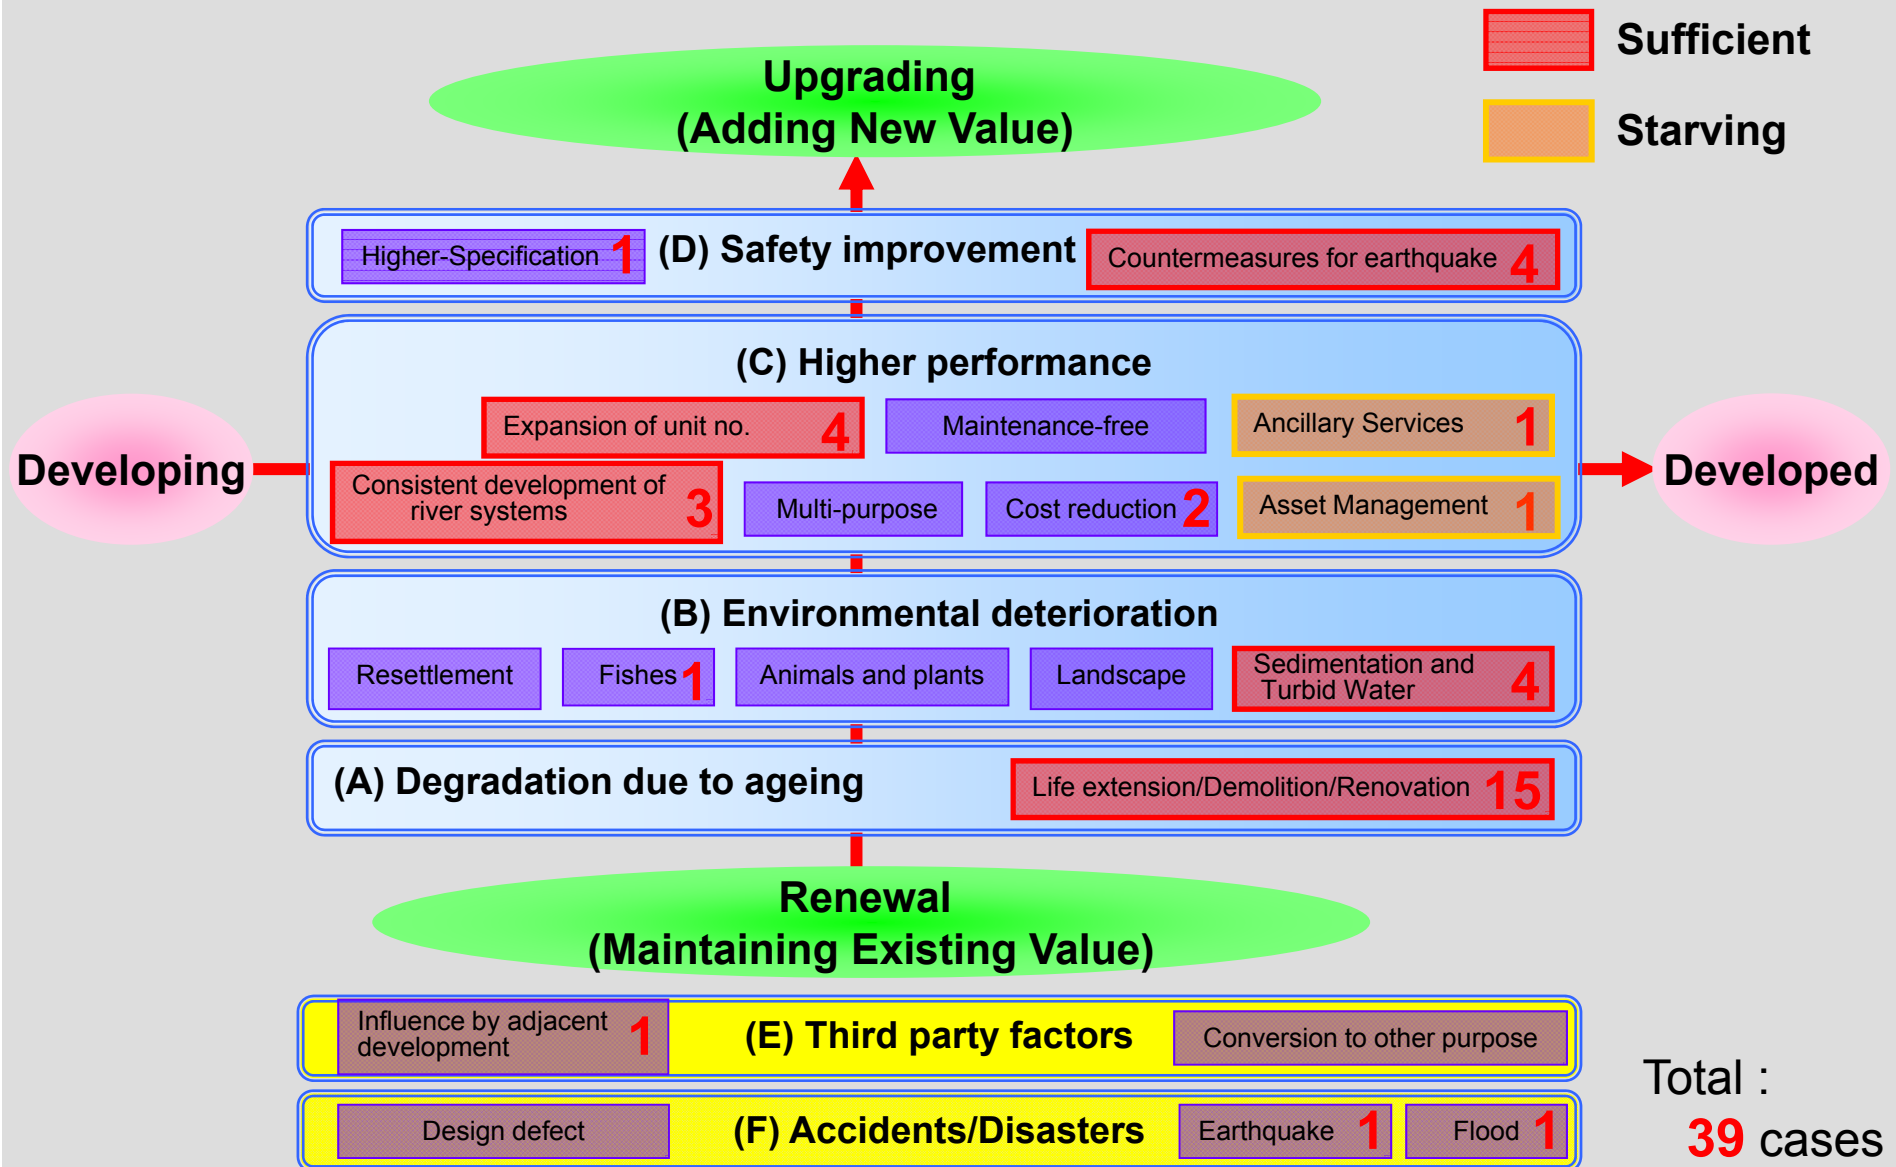 Sufficient
Starving
Upgrading
(Adding New Value)
Higher-Specification 1
(D) Safety improvement
Countermeasures for earthquake 4
(C) Higher performance
Expansion of unit no. 4
Maintenance-free
Ancillary Services 1
Developing
Developed
Consistent development of
river systems 3
Multi-purpose
Cost reduction 2
Asset Management 1
(B) Environmental deterioration
Resettlement
Fishes 1
Animals and plants
Landscape
Sedimentation and
Turbid Water 4
(A) Degradation due to ageing
Life extension/Demolition/Renovation 15
Renewal
(Maintaining Existing Value)
Influence by adjacent
development 1
(E) Third party factors
Conversion to other purpose
Design defect
(F) Accidents/Disasters
Earthquake 1
Flood 1
Total :
39 cases